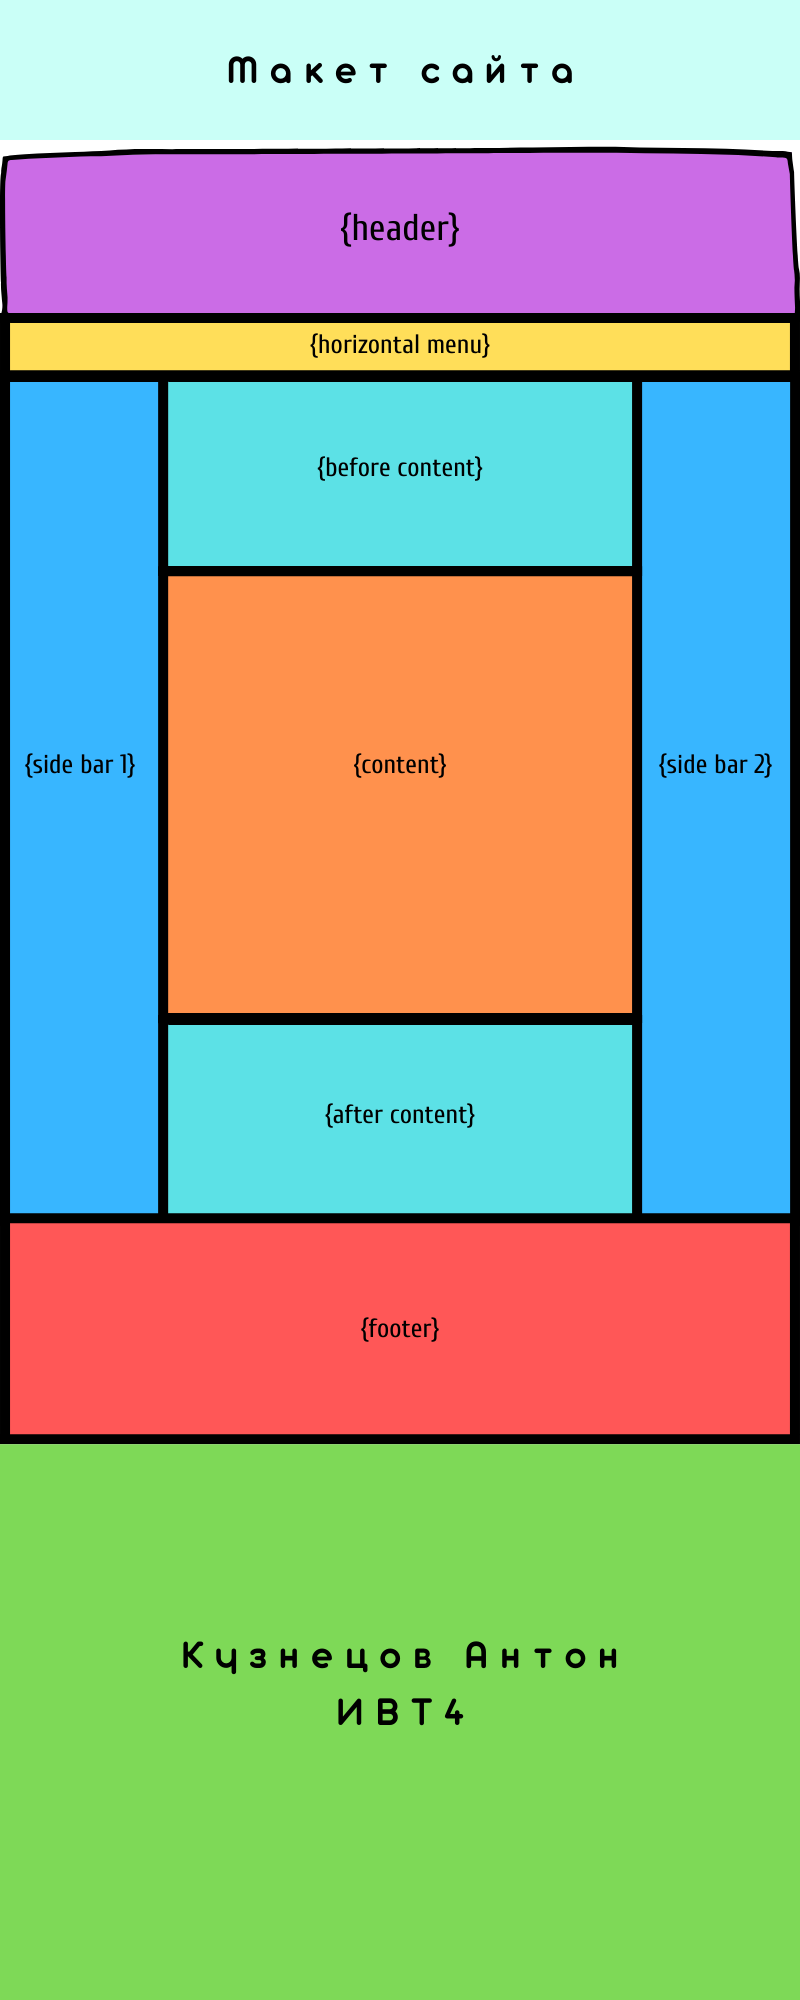 Макет сайта
{header}
{horizontal menu}
{before content}
{side bar 1}
{content}
{side bar 2}
{after content}
{footer}
Кузнецов Антон
ИВТ4